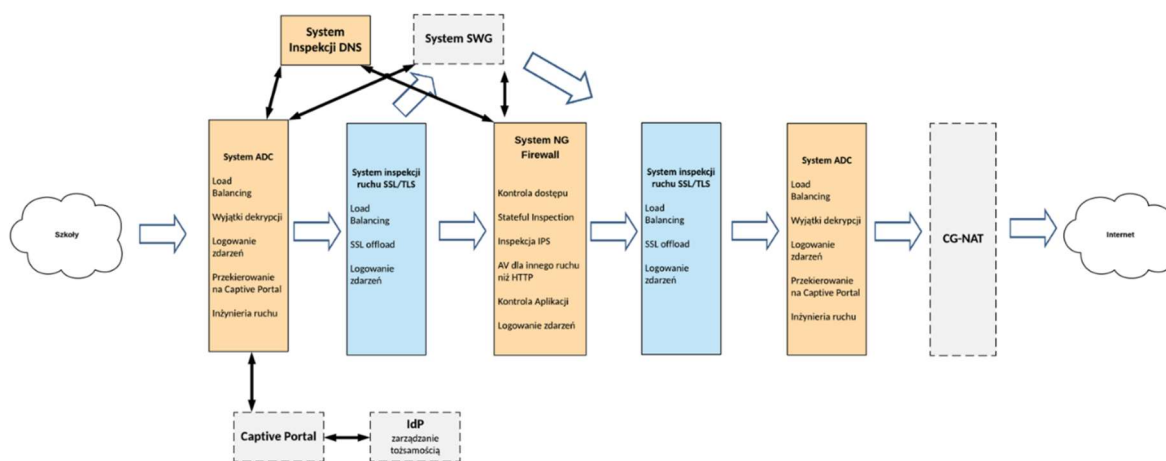 System
Inspekcji DNS
System SWG
Szkoły
System ADC
Load
Balancing
Wyjątki dekrypcji
Logowanie
zdarzeń
Przekierowanie
na Captive Portal
Inżynieria ruchu
System inspekcji
ruchu SSL/TLS
Load
Balancing
SSL offload
Logowanie
zdarzeń
System NG
Firewall
Kontrola dostępu
Stateful Inspection
Inspekcja IPS
AV dla innego ruchu
niż HTTP
Kontrola Aplikacji
Logowanie zdarzeń
System inspekcji
ruchu SSL/TLS
Load
Balancing
SSL offload
Logowanie
zdarzeń
System ADC
Load
Balancing
Wyjątki dekrypcji
Logowanie
zdarzeń
Przekierowanie
na Captive Portal
Inżynieria ruchu
CG-NAT
Internet
Captive Portal
IdP
zarządzanie
tożsamością